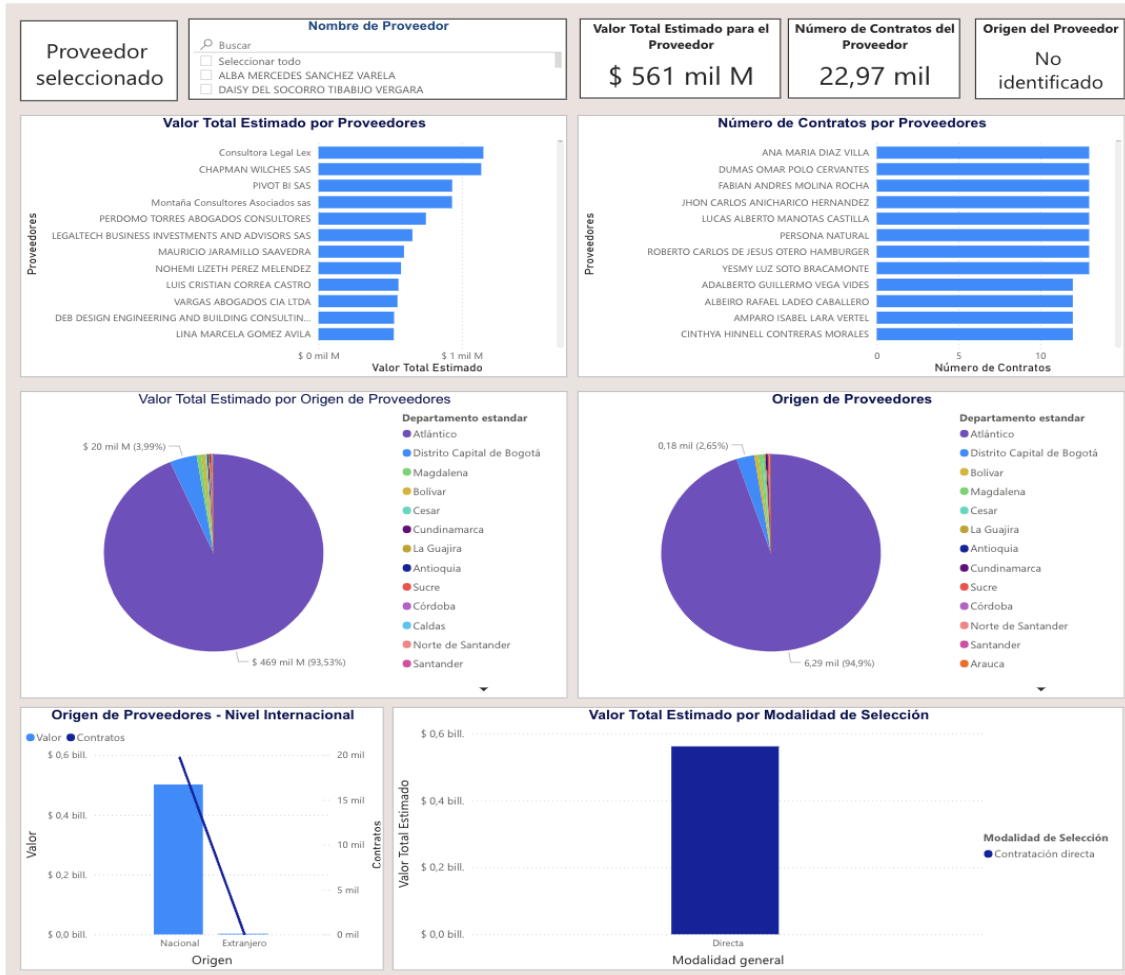 Proveedor
seleccionado
Nombre de Proveedor
Buscar
Seleccionar todo
ALBA MERCEDES SANCHEZ VARELA
DAISY DEL SOCORRO TIBABIJO VERGARA
Valor Total Estimado para el
Proveedor
$ 561 mil M
Número de Contratos del
Proveedor
22,97 mil
Origen del Proveedor
No
identificado
Valor Total Estimado por Proveedores
Proveedores
Consultora Legal Lex
CHAPMAN WILCHES SAS
PIVOT BI SAS
Montaña Consultores Asociados sas
PERDOMO TORRES ABOGADOS CONSULTORES
LEGALTECH BUSINESS INVESTMENTS AND ADVISORS SAS
MAURICIO JARAMILLO SAAVEDRA
NOHEMI LIZETH PEREZ MELENDEZ
LUIS CRISTIAN CORREA CASTRO
VARGAS ABOGADOS CIA LTDA
DEB DESIGN ENGINEERING AND BUILDING CONSULTIN...
LINA MARCELA GOMEZ AVILA
$ 0 mil M $ 1 mil M
Valor Total Estimado
Número de Contratos por Proveedores
Proveedores
ANA MARIA DIAZ VILLA
DUMAS OMAR POLO CERVANTES
FABIAN ANDRES MOLINA ROCHA
JHON CARLOS ANICHARICO HERNANDEZ
LUCAS ALBERTO MANOTAS CASTILLA
PERSONA NATURAL
ROBERTO CARLOS DE JESUS OTERO HAMBURGER
YESMY LUZ SOTO BRACAMONTE
ADALBERTO GUILLERMO VEGA VIDES
ALBEIRO RAFAEL LADEO CABALLERO
AMPARO ISABEL LARA VERTEL
CINTHYA HINNELL CONTRERAS MORALES
0 5 10
Número de Contratos
Valor Total Estimado por Origen de Proveedores
$ 20 mil M (3,99%)
$ 469 mil M (93,53%)
Departamento estandar
Atlántico
Distrito Capital de Bogotá
Magdalena
Bolívar
Cesar
Cundinamarca
La Guajira
Antioquia
Sucre
Córdoba
Caldas
Norte de Santander
Santander
Origen de Proveedores
0,18 mil (2,65%)
6,29 mil (94,9%)
Departamento estandar
Atlántico
Distrito Capital de Bogotá
Bolívar
Magdalena
Cesar
La Guajira
Antioquia
Cundinamarca
Sucre
Córdoba
Norte de Santander
Santander
Arauca
Origen de Proveedores - Nivel Internacional
Valor Contratos
Valor
$ 0,6 bill.
$ 0,4 bill.
$ 0,2 bill.
$ 0,0 bill.
20 mil
15 mil
10 mil
5 mil
0 mil
Contratos
Nacional Extranjero
Origen
Valor Total Estimado por Modalidad de Selección
Valor Total Estimado
$ 0,6 bill.
$ 0,4 bill.
$ 0,2 bill.
$ 0,0 bill.
Directa
Modalidad general
Modalidad de Selección
Contratación directa